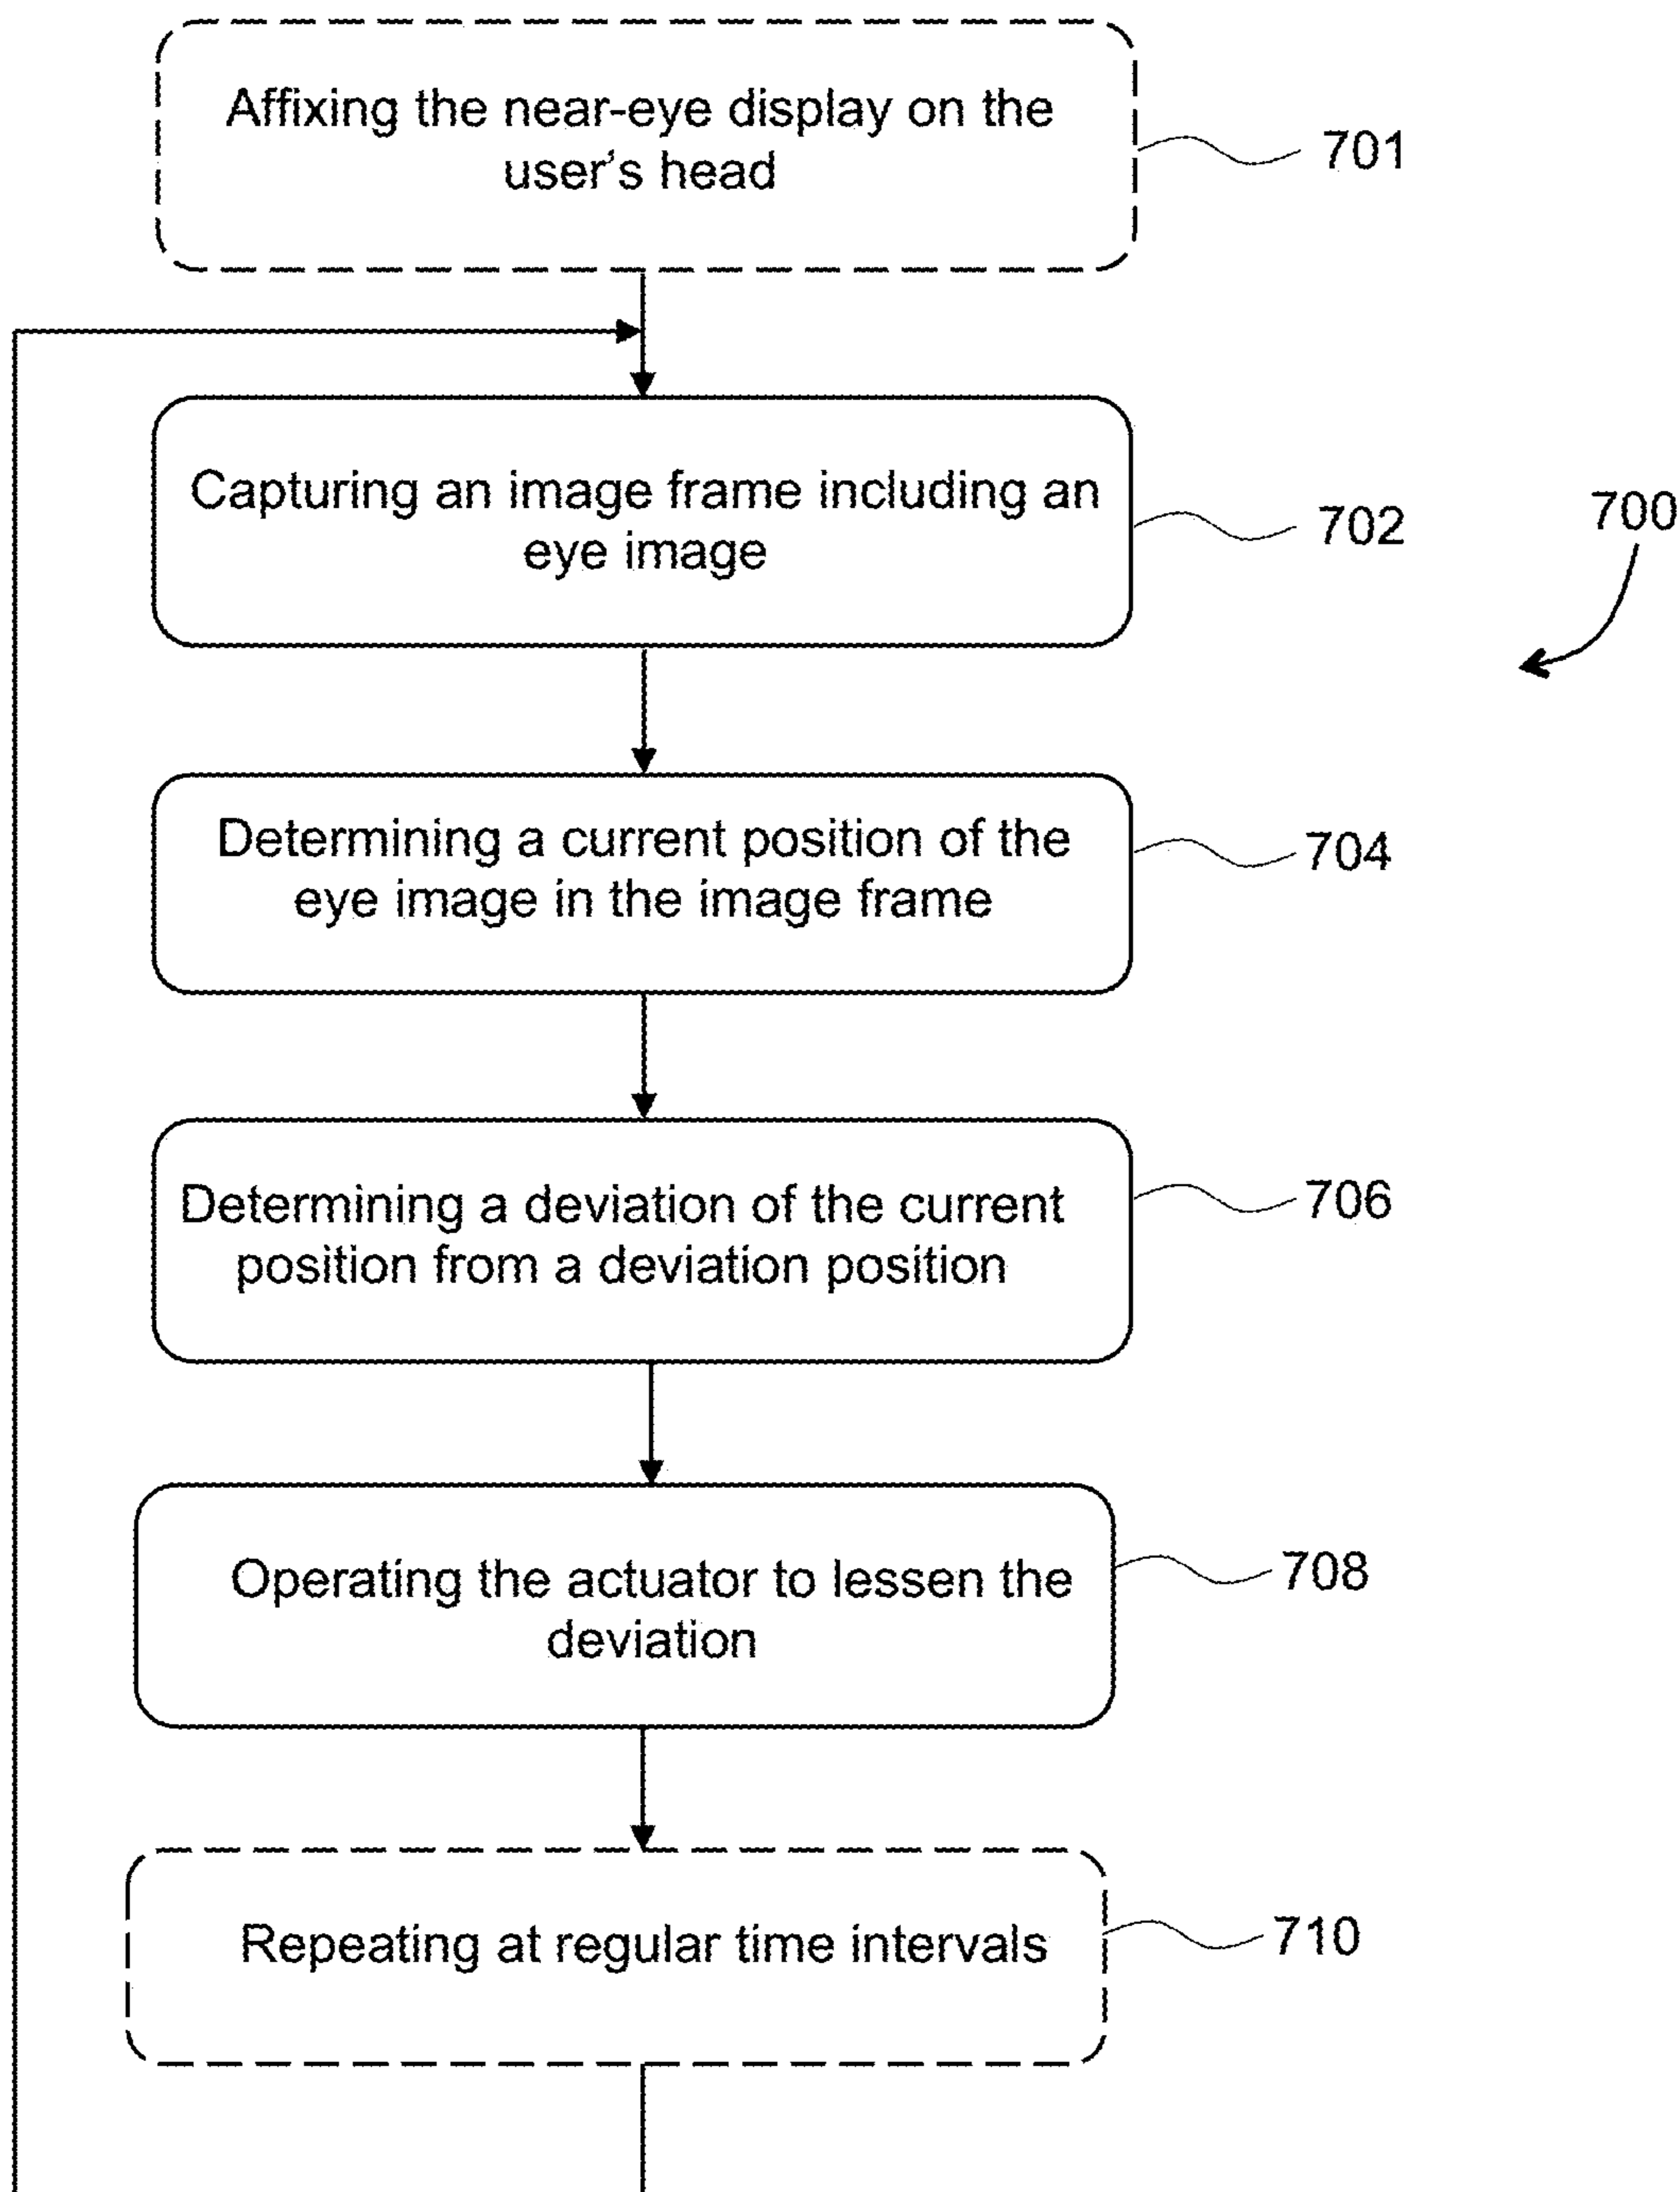 Affixing the near-eye display on the
user's head
701
Capturing an image frame including an
eye image
702
700
Determining a current position of the
eye image in the image frame
704
Determining a deviation of the current
position from a deviation position
706
Operating the actuator to lessen the
deviation
708
Repeating at regular time intervals
710